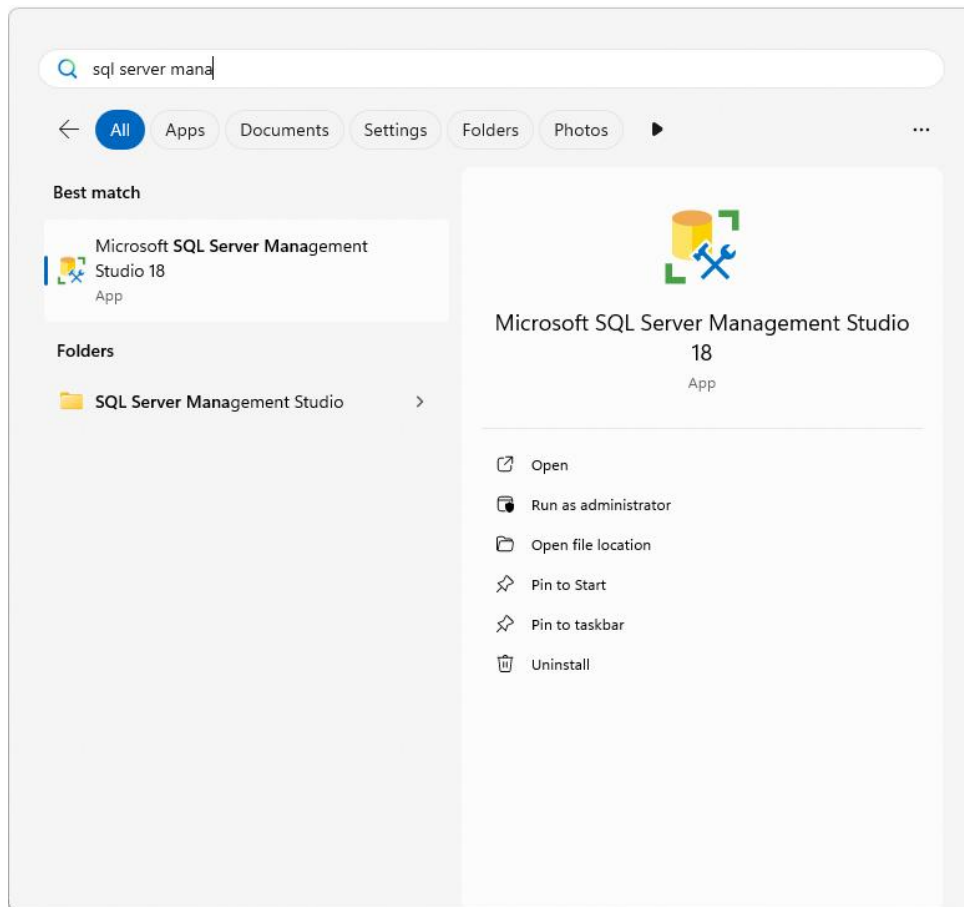 sql server mana
All
Apps
Documents
Settings
Folders
Photos
Best match
Microsoft SQL Server Management
Studio 18
App
Folders
SQL Server Management Studio
Microsoft SQL Server Management Studio
18
App
Open
Run as administrator
Open file location
Pin to Start
Pin to taskbar
Uninstall